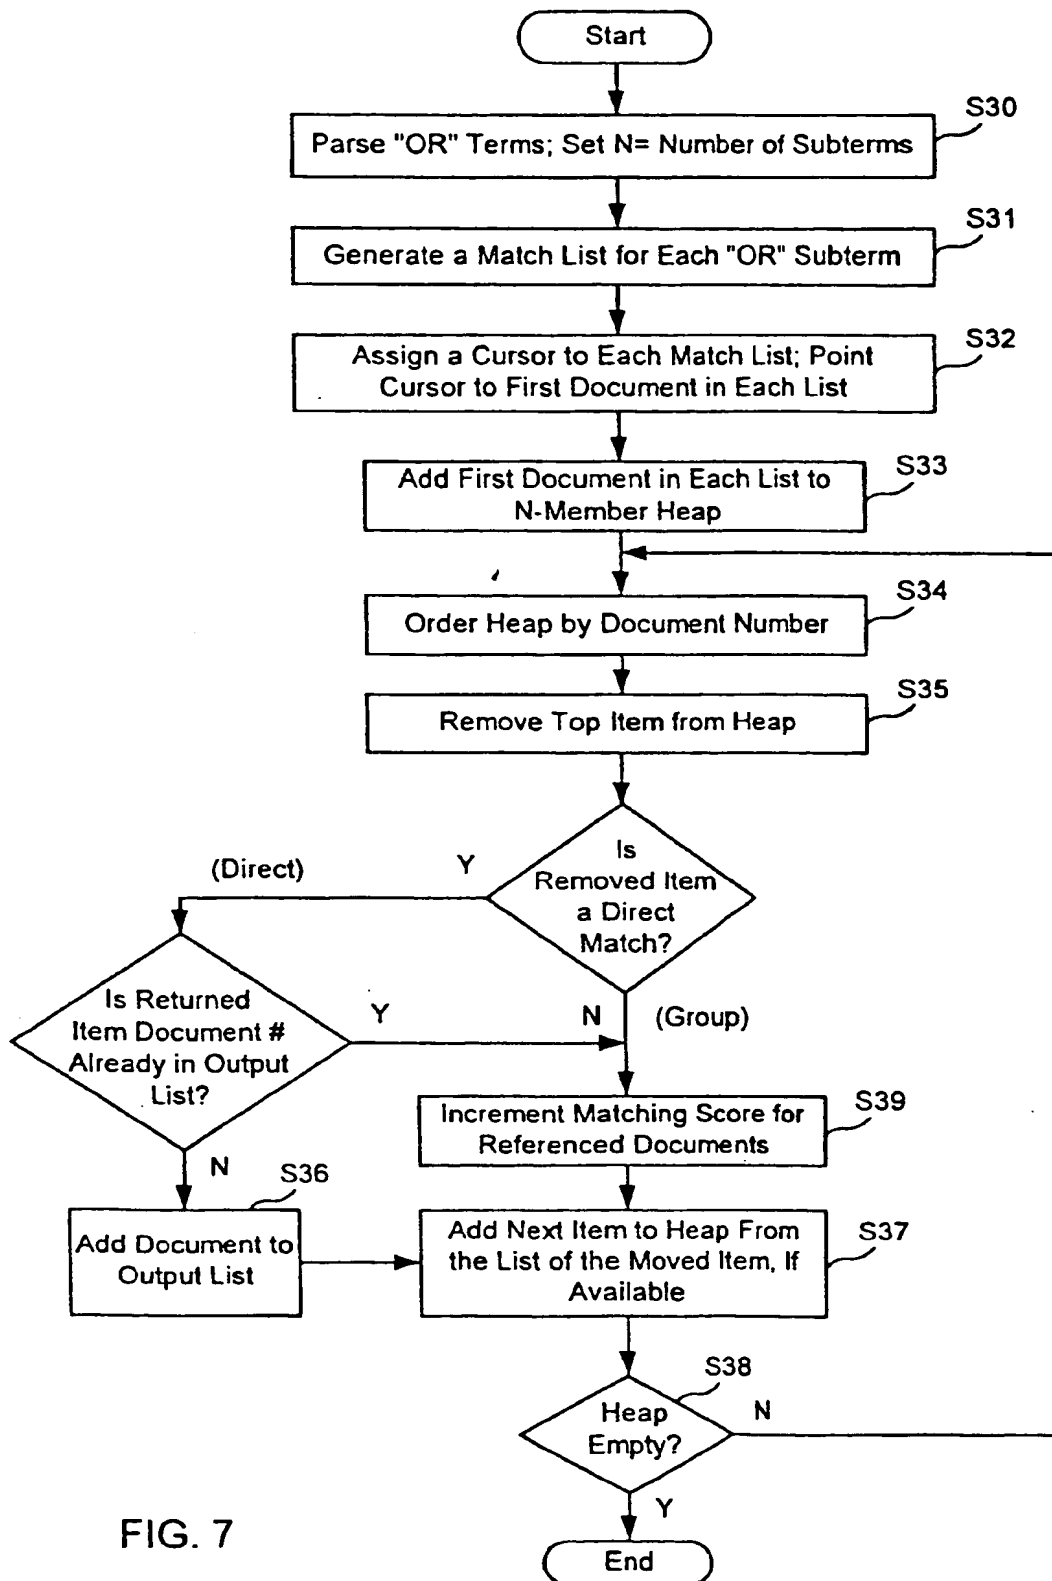 Start
S30
Parse "OR" Terms; Set N= Number of Subterms
S31
Generate a Match List for Each "OR" Subterm
S32
Assign a Cursor to Each Match List; Point
Cursor to First Document in Each List
S33
Add First Document in Each List to
N-Member Heap
S34
Order Heap by Document Number
S35
Remove Top Item from Heap
Is
Removed Item
a Direct
Match?
(Direct)
Y
Is Returned
Item Document #
Already in Output
List?
Y
N
(Group)
S39
Increment Matching Score for
Referenced Documents
N
S36
Add Document to
Output List
S37
Add Next Item to Heap From
the List of the Moved Item, If
Available
S38
Heap
Empty?
N
Y
End
FIG. 7